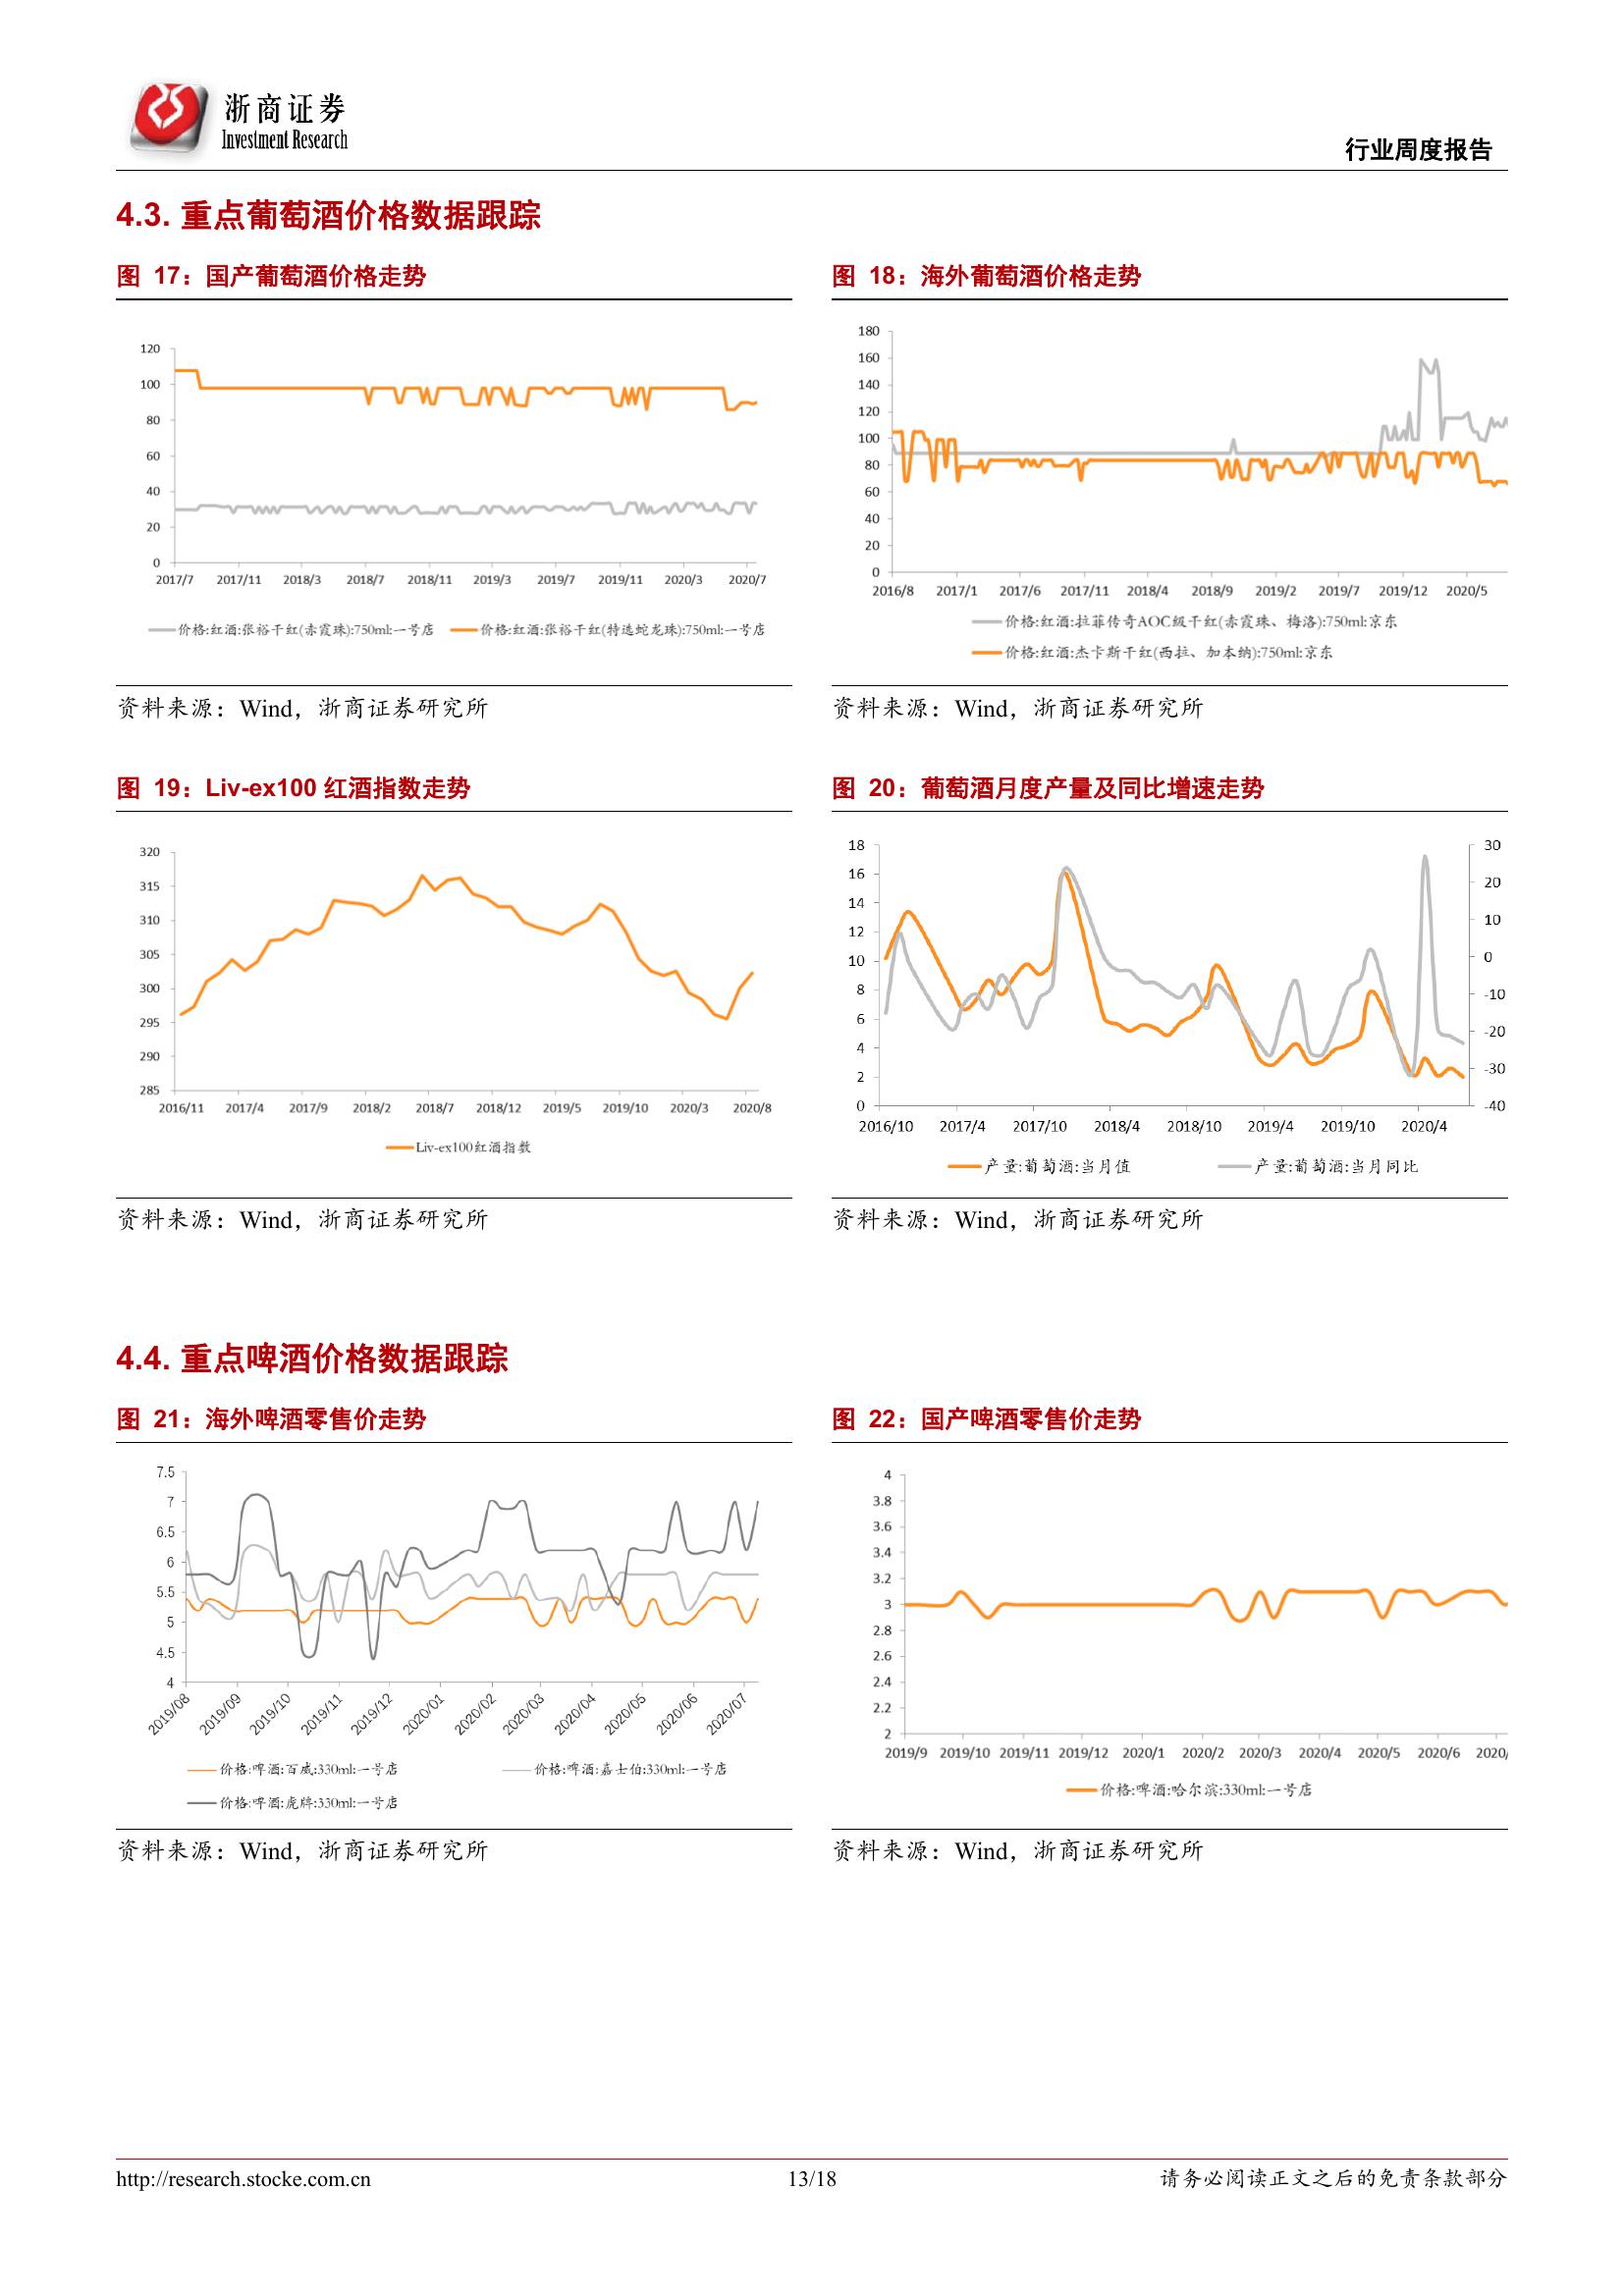 浙商证券
Investment Research
行业周度报告
4.3. 重点葡萄酒价格数据跟踪
图 17：国产葡萄酒价格走势
120
100
80
60
40
20
0
2017/7 2017/11 2018/3 2018/7 2018/11 2019/3 2019/7 2019/11 2020/3 2020/7
价格:红酒:张裕干红(赤霞珠):750ml:一号店 价格:红酒:张裕干红(特选蛇龙珠):750ml:一号店
资料来源：Wind，浙商证券研究所
图 18：海外葡萄酒价格走势
180
160
140
120
100
80
60
40
20
0
2016/8 2017/1 2017/6 2017/11 2018/4 2018/9 2019/2 2019/7 2019/12 2020/5
价格:红酒:拉菲传奇AOC级干红(赤霞珠、梅洛):750ml:京东
价格:红酒:杰卡斯干红(西拉、加本纳):750ml:京东
资料来源：Wind，浙商证券研究所
图 19：Liv-ex100 红酒指数走势
320
315
310
305
300
295
290
285
2016/11 2017/4 2017/9 2018/2 2018/7 2018/12 2019/5 2019/10 2020/3 2020/8
Liv-ex100红酒指数
资料来源：Wind，浙商证券研究所
图 20：葡萄酒月度产量及同比增速走势
18 30
16 20
14 10
12 0
10 -10
8 -20
6 -30
4 -40
2
0
2016/10 2017/4 2017/10 2018/4 2018/10 2019/4 2019/10 2020/4
产量:葡萄酒:当月值 产量:葡萄酒:当月同比
资料来源：Wind，浙商证券研究所
4.4. 重点啤酒价格数据跟踪
图 21：海外啤酒零售价走势
7.5
7
6.5
6
5.5
5
4.5
4
2019/08 2019/09 2019/10 2019/11 2019/12 2020/01 2020/02 2020/03 2020/04 2020/05 2020/06 2020/07
价格:啤酒:百威:330ml:一号店 价格:啤酒:嘉士伯:330ml:一号店
价格:啤酒:虎牌:330ml:一号店
资料来源：Wind，浙商证券研究所
图 22：国产啤酒零售价走势
4
3.8
3.6
3.4
3.2
3
2.8
2.6
2.4
2.2
2
2019/9 2019/10 2019/11 2019/12 2020/1 2020/2 2020/3 2020/4 2020/5 2020/6 2020/
价格:啤酒:哈尔滨:330ml:一号店
资料来源：Wind，浙商证券研究所
http://research.stocke.com.cn 13/18 请务必阅读正文之后的免责条款部分